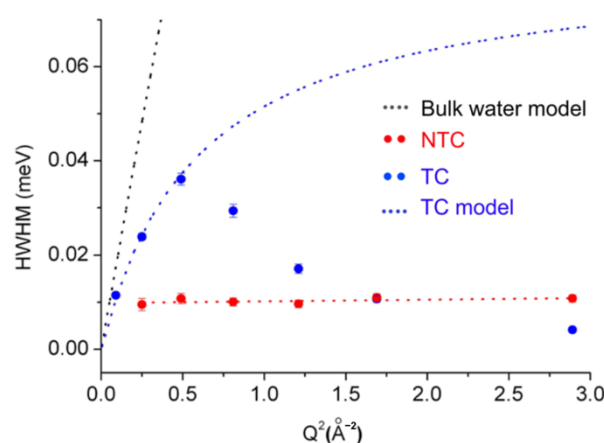 HWHM (meV)
0.06
0.04
0.02
0.00
Bulk water model
NTC
TC
TC model
0.0 0.5 1.0 1.5 2.0 2.5 3.0
Q²(Å⁻²)